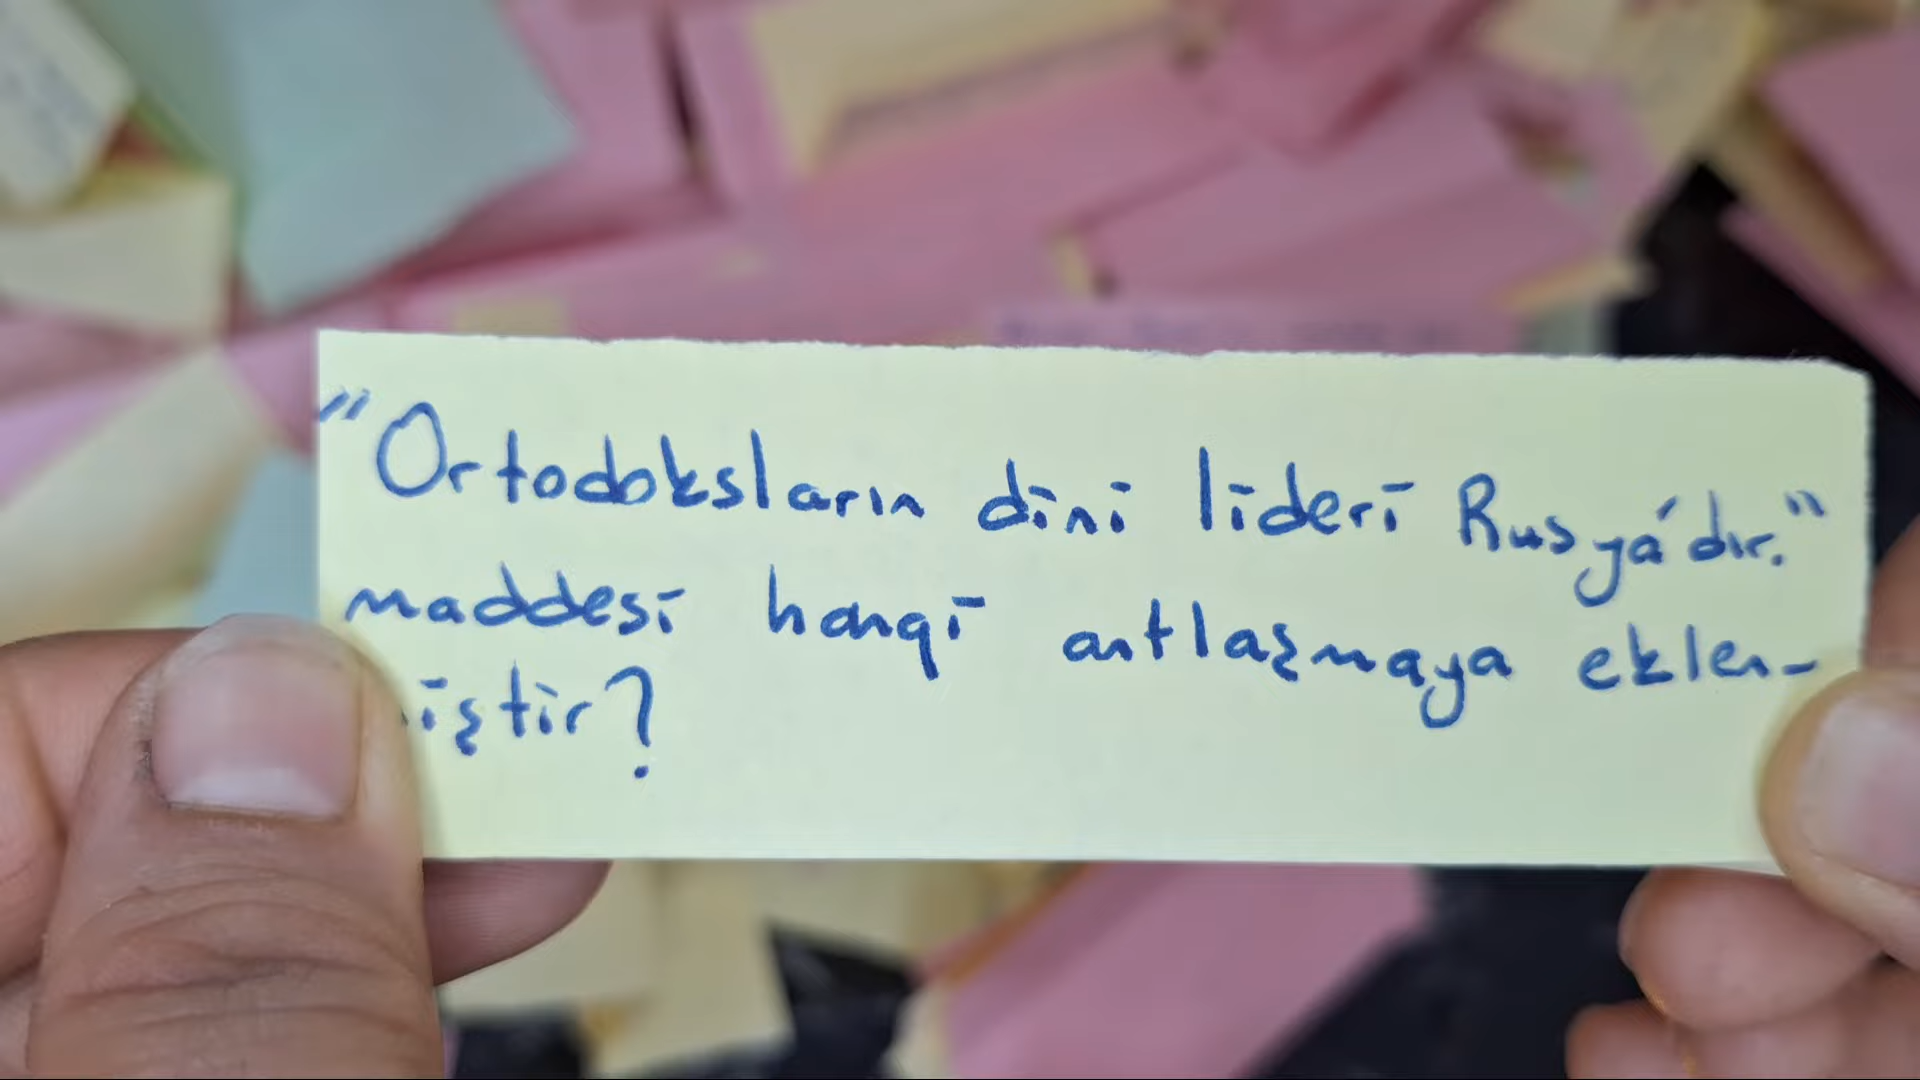 "Ortodoksların dini lideri Rusya'dır."
maddesi hangi antlaşmaya eklen-
miştir?